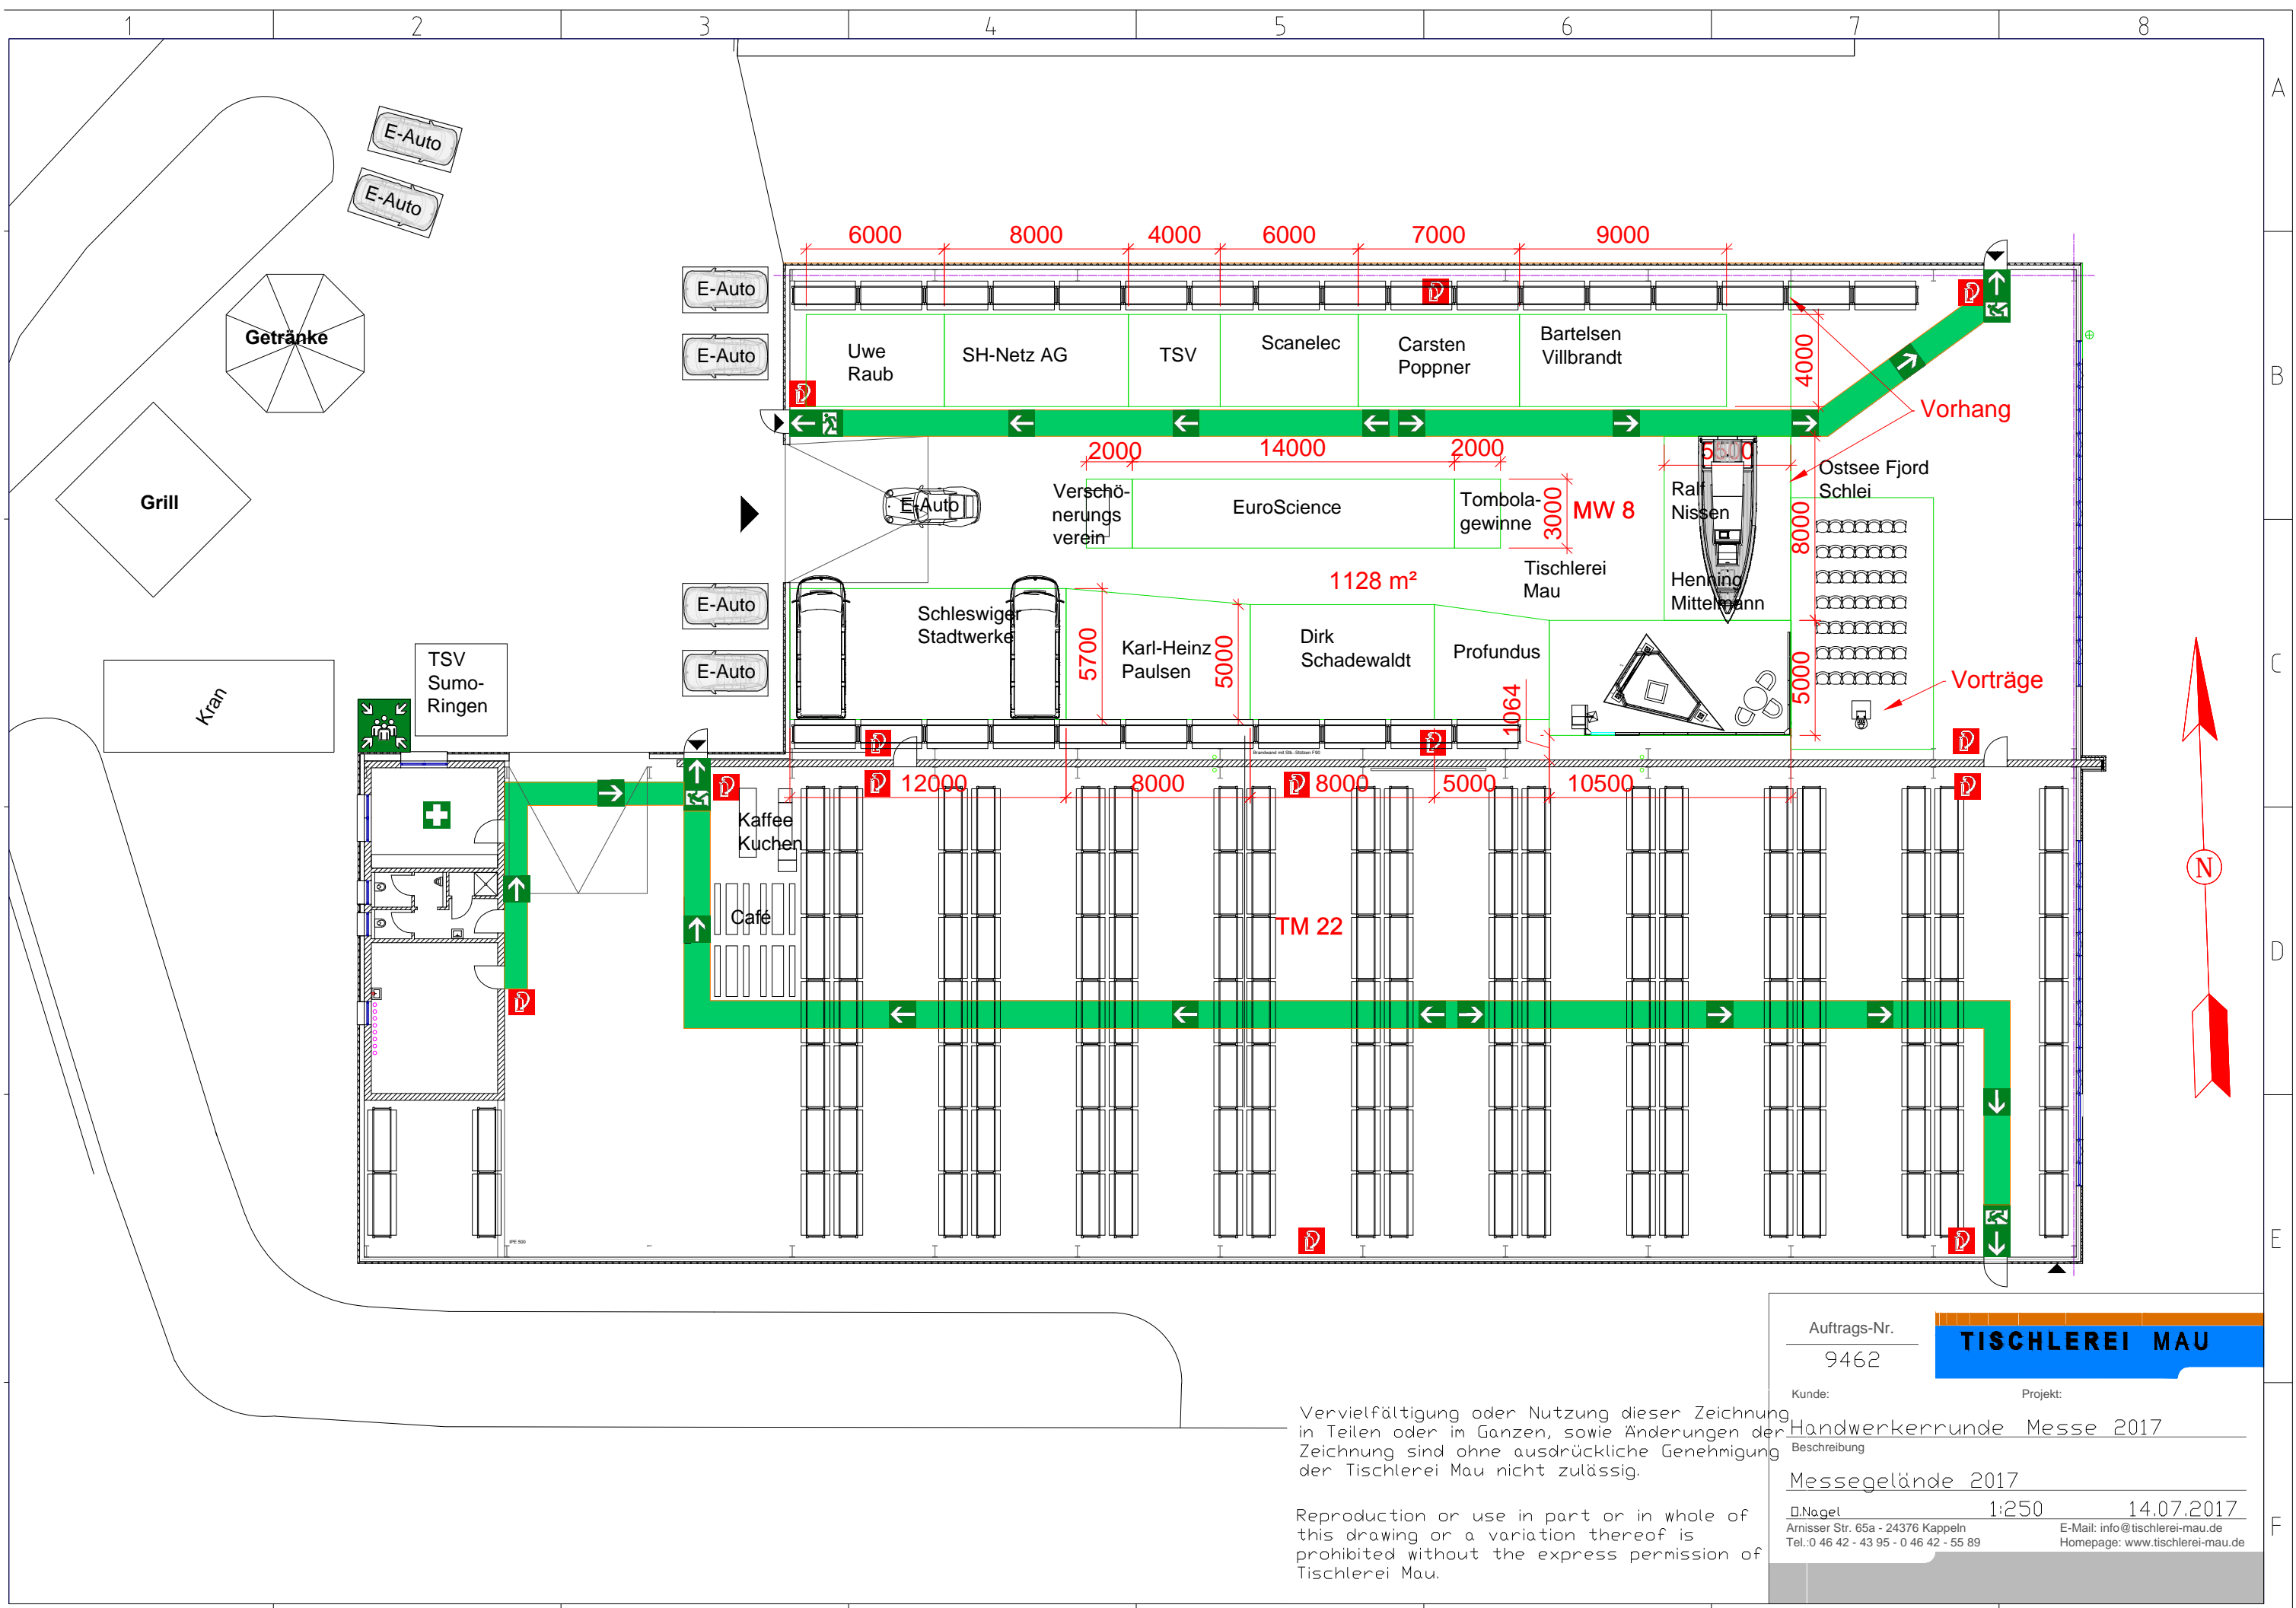 1 2 3 4 5 6 7 8
A
E-Auto
E-Auto
6000 8000 4000 6000 7000 9000
E-Auto
Getränke
E-Auto
Uwe
Raub
SH-Netz AG
TSV
Scanelec
Carsten
Poppner
Bartelsen
Villbrandt
4000
B
Vorhang
2000 14000 2000
5500
Ostsee Fjord
Schlei
Grill
E-Auto
Verschö-
nerungs
verein
EuroScience
Tombola-
gewinne
3000
MW 8
Ralf
Nissen
8000
1128 m²
Tischlerei
Mau
Henning
Mittelmann
E-Auto
Schleswiger
Stadtwerke
5700
Karl-Heinz
Paulsen
5000
Dirk
Schadewaldt
Profundus
1064
5000
C
E-Auto
TSV
Sumo-
Ringen
Kran
Vorträge
Brandwand mit Stb.-Stützen F90
12000 8000 8000 5000 10500
Kaffee
Kuchen
N
Café
TM 22
D
IPE 500
E
Auftrags-Nr.
9462
TISCHLEREI MAU
Kunde: Projekt:
Handwerkerrunde Messe 2017
Beschreibung
Messegelände 2017
D.Nagel 1:250 14.07.2017
Arnisser Str. 65a - 24376 Kappeln E-Mail: info@tischlerei-mau.de
Tel.:0 46 42 - 43 95 - 0 46 42 - 55 89 Homepage: www.tischlerei-mau.de
F
Vervielfältigung oder Nutzung dieser Zeichnung
in Teilen oder im Ganzen, sowie Änderungen der
Zeichnung sind ohne ausdrückliche Genehmigung
der Tischlerei Mau nicht zulässig.
Reproduction or use in part or in whole of
this drawing or a variation thereof is
prohibited without the express permission of
Tischlerei Mau.